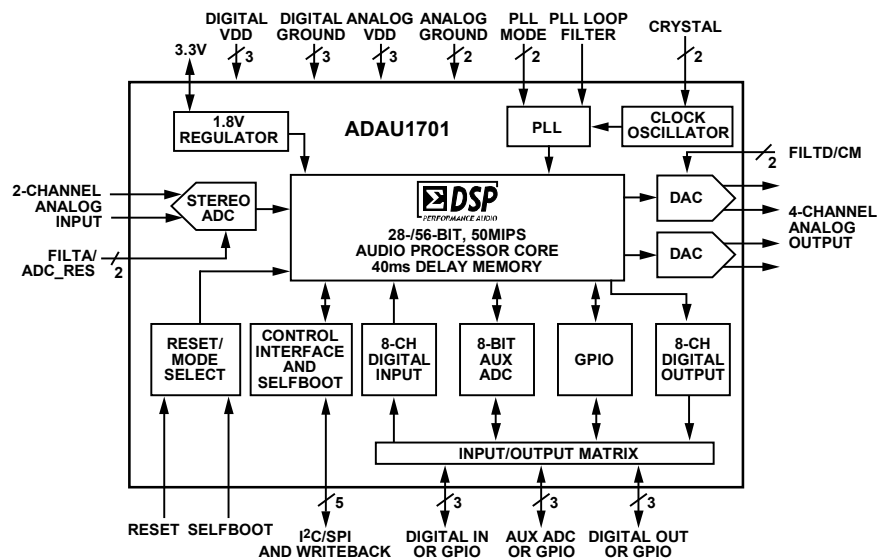 DIGITAL
VDD
DIGITAL
GROUND
ANALOG
VDD
ANALOG
GROUND
PLL
MODE
PLL LOOP
FILTER
CRYSTAL
3.3V
3
3
3
2
2
2
1.8V
REGULATOR
ADAU1701
PLL
CLOCK
OSCILLATOR
2
FILTD/CM
2-CHANNEL
ANALOG
INPUT
STEREO
ADC
FILTA/
ADC_RES
2
ΣDSP
PERFORMANCE AUDIO
28-/56-BIT, 50MIPS
AUDIO PROCESSOR CORE
40ms DELAY MEMORY
DAC
DAC
4-CHANNEL
ANALOG
OUTPUT
RESET/
MODE
SELECT
CONTROL
INTERFACE
AND
SELFBOOT
8-CH
DIGITAL
INPUT
8-BIT
AUX
ADC
GPIO
8-CH
DIGITAL
OUTPUT
INPUT/OUTPUT MATRIX
5
3
3
3
RESET
SELFBOOT
I²C/SPI
AND WRITEBACK
DIGITAL IN
OR GPIO
AUX ADC
OR GPIO
DIGITAL OUT
OR GPIO